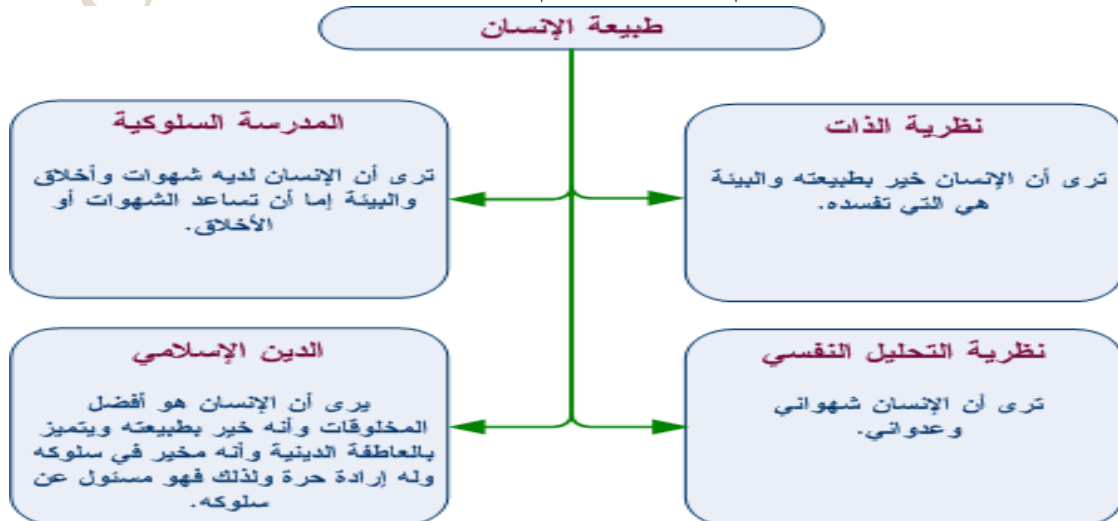 طبيعة الإنسان
نظرية الذات
ترى أن الإنسان خير بطبيعته والبيئة
هي التي تفسده.
المدرسة السلوكية
ترى أن الإنسان لديه شهوات وأخلاق
والبيئة إما أن تساعد الشهوات أو
الأخلاق.
نظرية التحليل النفسي
ترى أن الإنسان شهواني
وعدواني.
الدين الإسلامي
يرى أن الإنسان هو أفضل
المخلوقات وأنه خير بطبيعته ويتميز
بالعاطفة الدينية وأنه مخير في سلوكه
وله إرادة حرة ولذلك فهو مسئول عن
سلوكه.